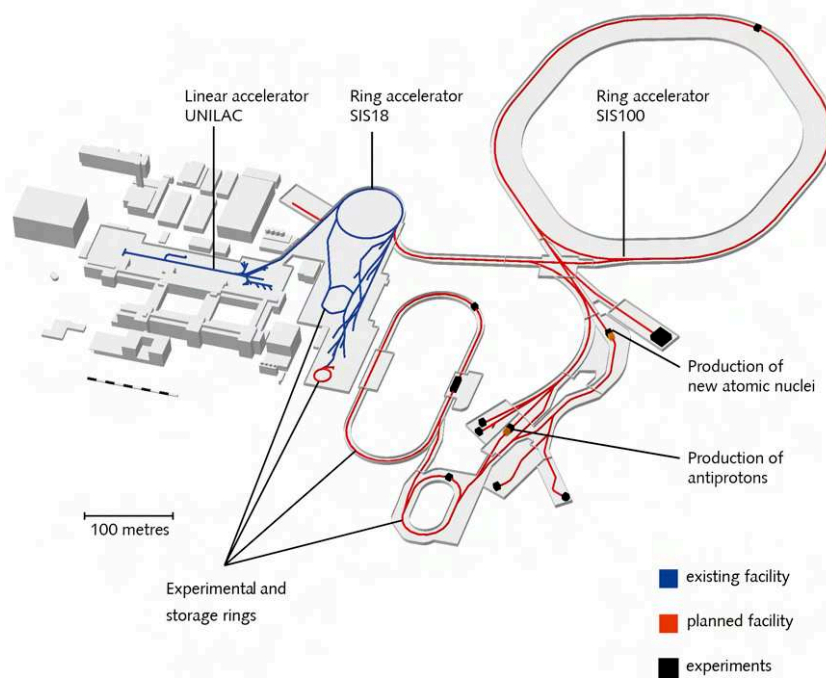 Linear accelerator
UNILAC
Ring accelerator
SIS18
Ring accelerator
SIS100
Production of
new atomic nuclei
Production of
antiprotons
100 metres
Experimental and
storage rings
existing facility
planned facility
experiments